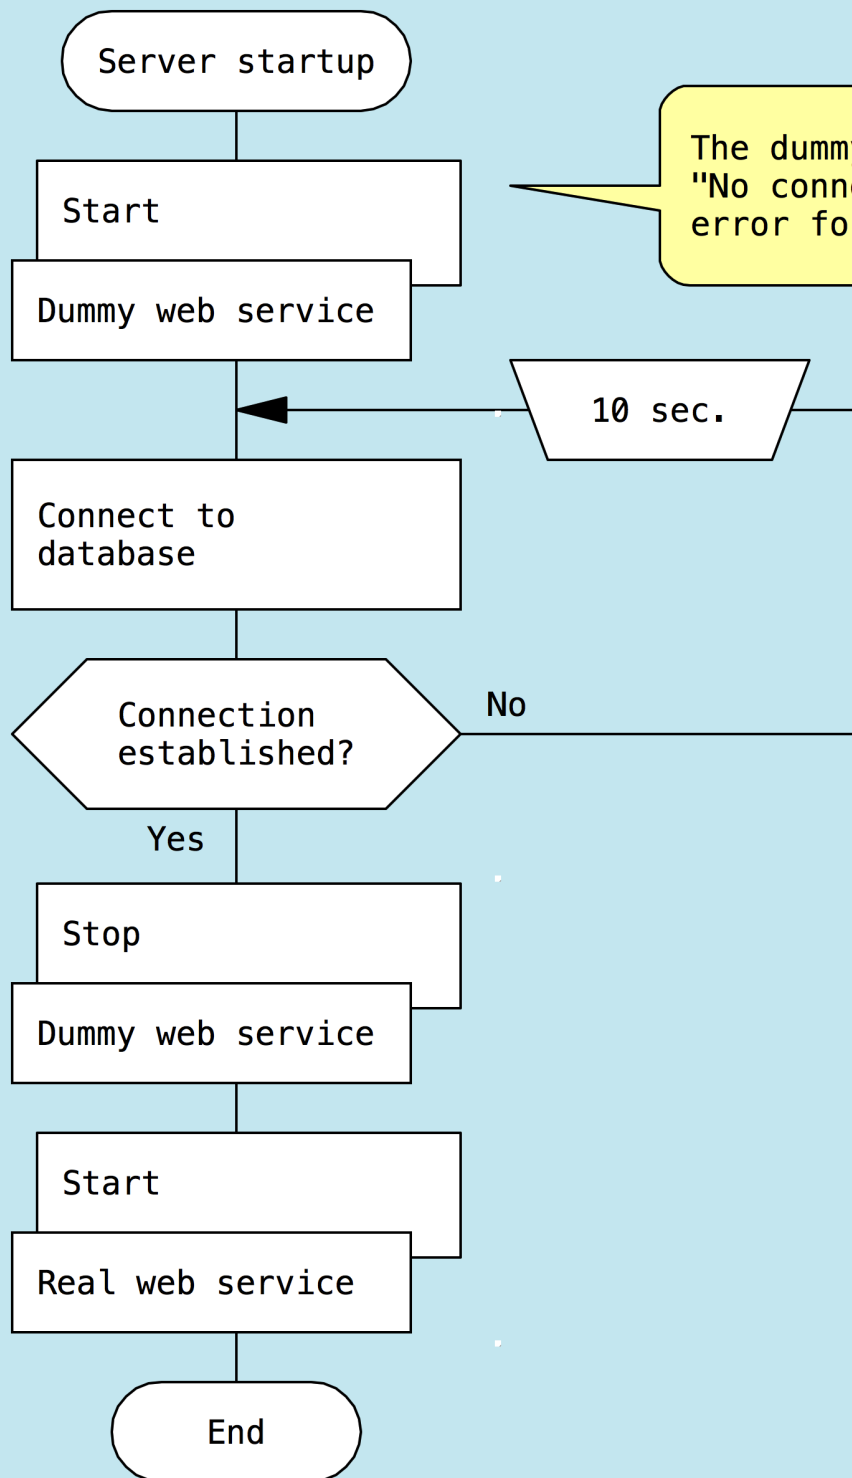 Server startup
The dummy
"No conn
error fo
Start
Dummy web service
10 sec.
Connect to
database
Connection
established?
No
Yes
Stop
Dummy web service
Start
Real web service
End